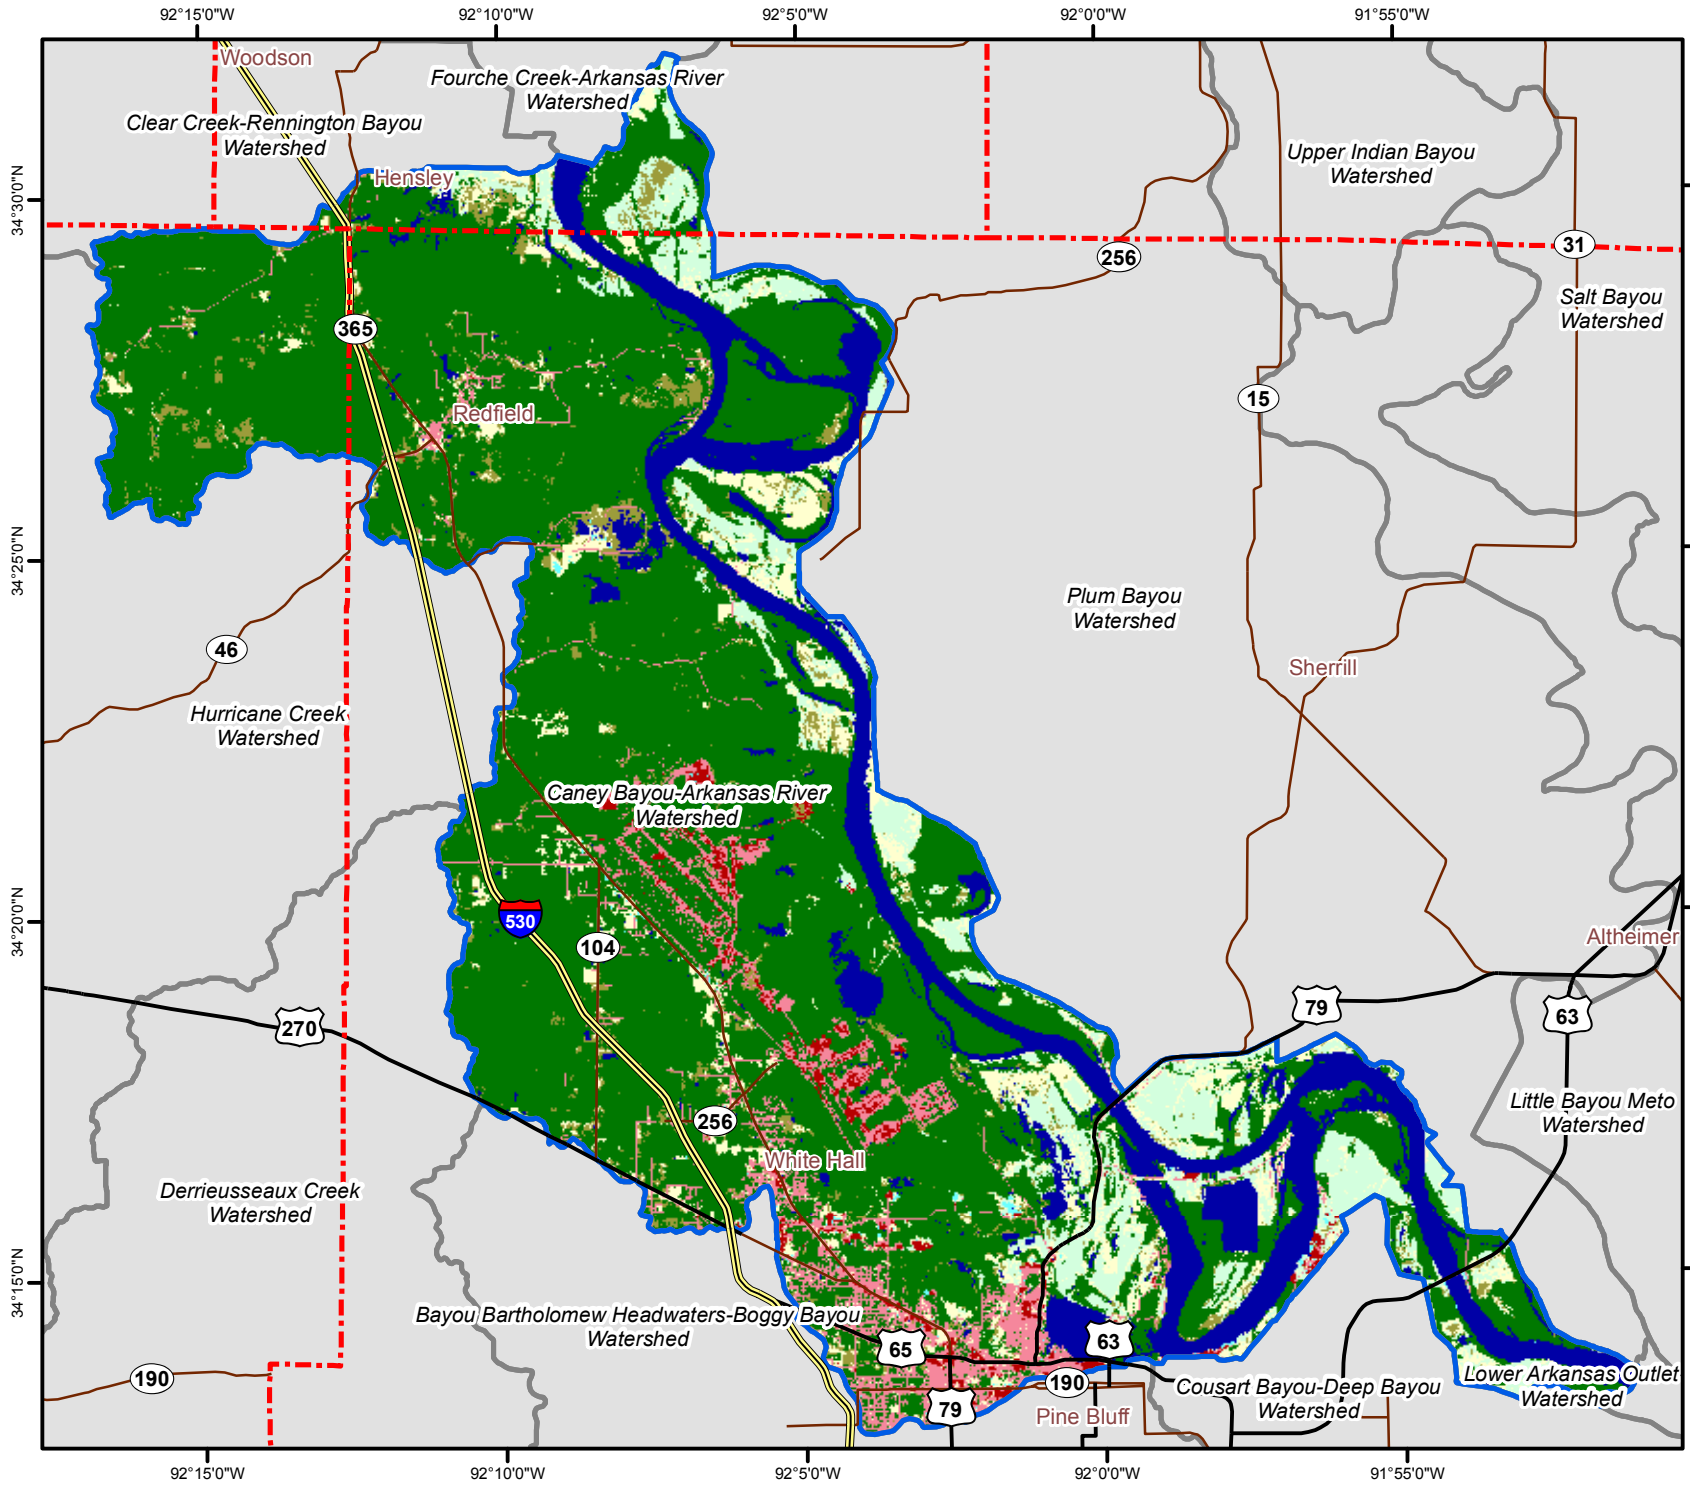 92°15'0"W
92°10'0"W
92°5'0"W
92°0'0"W
91°55'0"W
Woodson
Fourche Creek-Arkansas River
Watershed
Clear Creek-Rennington Bayou
Watershed
Upper Indian Bayou
Watershed
Hensley
34°30'0"N
31
256
Salt Bayou
Watershed
365
15
Redfield
34°25'0"N
Plum Bayou
Watershed
46
Sherrill
Hurricane Creek
Watershed
Caney Bayou-Arkansas River
Watershed
34°20'0"N
530
104
Altheimer
79
63
270
Little Bayou Meto
Watershed
256
White Hall
Derrieusseaux Creek
Watershed
34°15'0"N
Bayou Bartholomew Headwaters-Boggy Bayou
Watershed
65
63
190
190
79
Pine Bluff
Cousart Bayou-Deep Bayou
Watershed
Lower Arkansas Outlet
Watershed
92°15'0"W
92°10'0"W
92°5'0"W
92°0'0"W
91°55'0"W